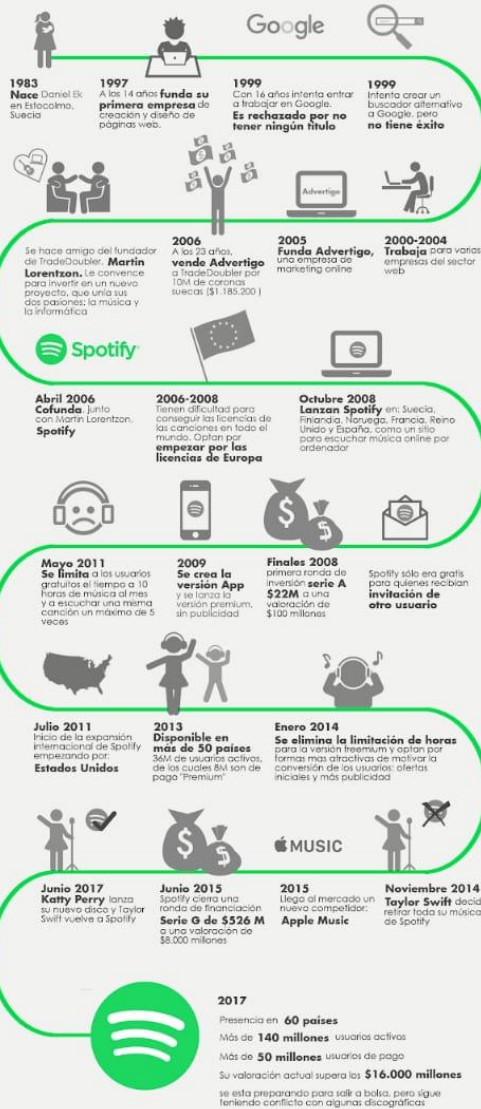 Google
1983
Nace Daniel Ek
en Estocolmo,
Suecia
1997
A los 14 años funda su
primera empresa de
creación y diseño de
páginas web.
1999
Con 16 años intenta entrar
a trabajar en Google.
Es rechazado por no
tener ningún título
1999
Intenta crear un
buscador alternativo
a Google, pero
no tiene éxito
Advertigo
2000-2004
Trabaja para varias
empresas del sector
web
2005
Funda Advertigo,
una empresa de
marketing online
2006
A los 23 años,
vende Advertigo
a TradeDoubler por
10M de coronas
suecas ($1.185.200 )
Se hace amigo del fundador
de TradeDoubler, Martin
Lorentzon. Le convence
para invertir en un nuevo
proyecto, que unía sus
dos pasiones: la música y
la informática
Spotify
Abril 2006
Cofunda, junto
con Martin Lorentzon,
Spotify
2006-2008
Tienen dificultad para
conseguir las licencias de
las canciones en todo el
mundo. Optan por
empezar por las
licencias de Europa
Octubre 2008
Lanzan Spotify en: Suecia,
Finlandia, Noruega, Francia, Reino
Unido y España, como un sitio
para escuchar música online por
ordenador
Spotify sólo era gratis
para quienes recibían
invitación de
otro usuario
$
$
Finales 2008
primera ronda de
inversión serie A
$22M a una
valoración de
$100 millones
2009
Se crea la
versión App
y se lanza la
versión premium,
sin publicidad
Mayo 2011
Se limita a los usuarios
gratuitos el tiempo a 10
horas de música al mes
y a escuchar una misma
canción un máximo de 5
veces
Julio 2011
Inicio de la expansión
internacional de Spotify
empezando por:
Estados Unidos
2013
Disponible en
más de 50 países
36M de usuarios activos,
de los cuales 8M son de
pago "Premium"
Enero 2014
Se elimina la limitación de horas
para la versión freemium y optan por
formas mas atractivas de motivar la
conversión de los usuarios: ofertas
iniciales y más publicidad
Noviembre 2014
Taylor Swift decid
retirar toda su música
de Spotify
MUSIC
2015
Llega al mercado un
nuevo competidor:
Apple Music
$
$
Junio 2015
Spotify cierra una
ronda de financiación
Serie G de $526 M
a una valoración de
$8.000 millones
Junio 2017
Katty Perry lanza
su nuevo disco y Taylor
Swift vuelve a Spotify
2017
Presencia en 60 países
Más de 140 millones usuarios activos
Más de 50 millones usuarios de pago
Su valoración actual supera los $16.000 millones
se esta preparando para salir a bolsa, pero sigue
teniendo conflicto con algunas discográficas